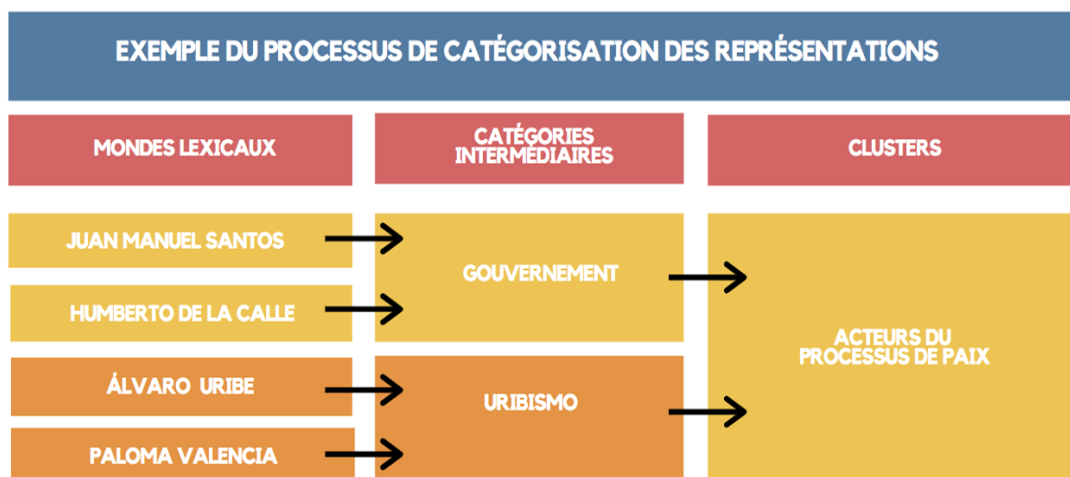 EXEMPLE DU PROCESSUS DE CATÉGORISATION DES REPRÉSENTATIONS
MONDES LEXICAUX
CATÉGORIES
INTERMÉDIAIRES
CLUSTERS
JUAN MANUEL SANTOS
HUMBERTO DE LA CALLE
GOUVERNEMENT
ÁLVARO URIBE
PALOMA VALENCIA
URIBISMO
ACTEURS DU
PROCESSUS DE PAIX